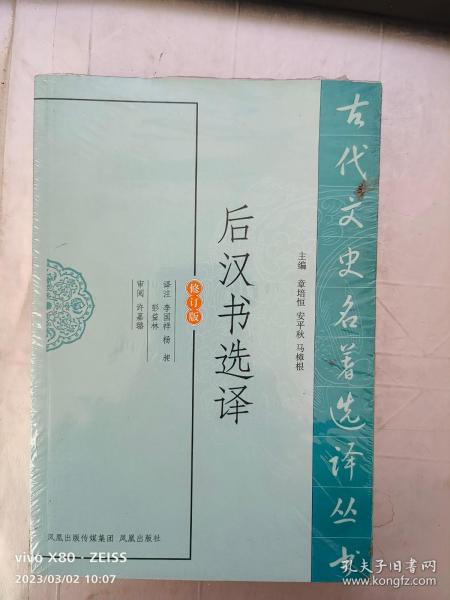 古代文史名著选译丛书
主编 章培恒 安平秋 马樟根
后汉书选译
修订版
译注 李国祥 杨昶
彭益林
审阅 许嘉璐
凤凰出版传媒集团 凤凰出版社
vivo X80 · ZEISS
2023/03/02 10:07
孔夫子旧书网
www.kongfz.com